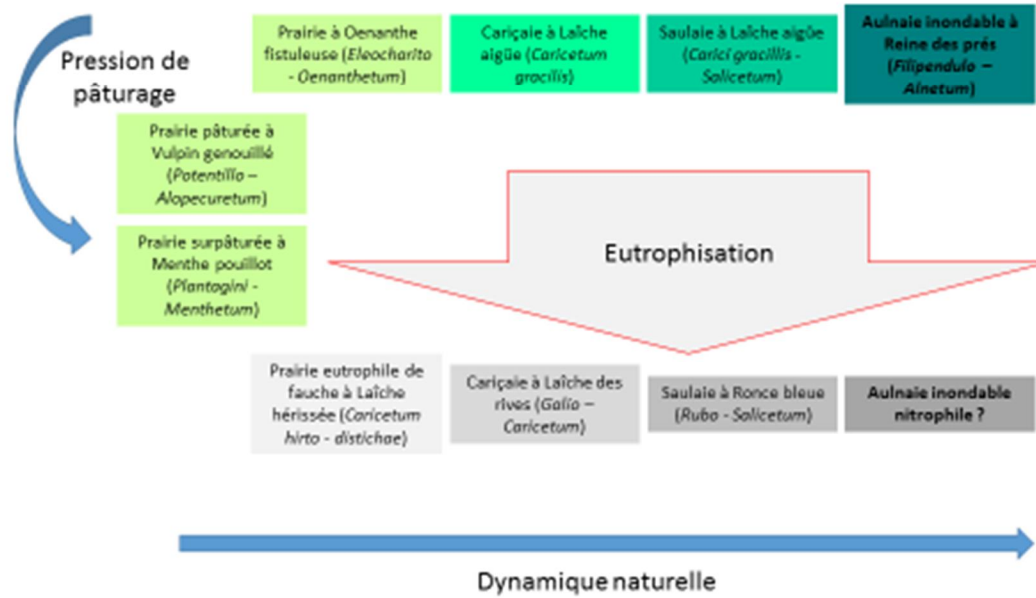 Pression de
pâturage
Prairie à Oenanthe
fistuleuse (Eleocharito
- Oenanthetum)
Cariçaie à Laîche
aigüe (Caricetum
gracilis)
Saulaie à Laîche aigüe
(Carici gracillis -
Salicetum)
Aulnaie inondable à
Reine des prés
(Filipendulo –
Alnetum)
Prairie pâturée à
Vulpin genouillé
(Potentillo –
Alopecuretum)
Prairie surpâturée à
Menthe pouillot
(Plantagini -
Menthetum)
Eutrophisation
Prairie eutrophile de
fauche à Laîche
hérissée (Caricetum
hirto - distichae)
Cariçaie à Laîche des
rives (Galio –
Caricetum)
Saulaie à Ronce bleue
(Rubo - Salicetum)
Aulnaie inondable
nitrophile ?
Dynamique naturelle